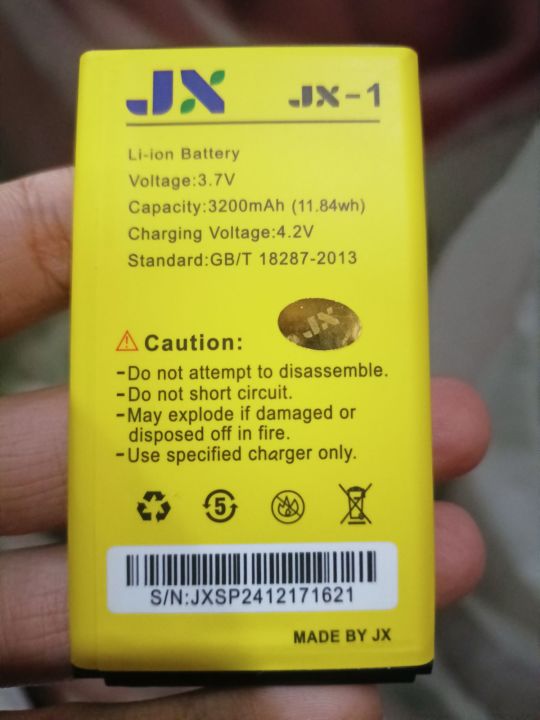 JX JX-1
Li-ion Battery
Voltage:3.7V
Capacity:3200mAh (11.84wh)
Charging Voltage:4.2V
Standard:GB/T 18287-2013
JX
Caution:
-Do not attempt to disassemble.
-Do not short circuit.
-May explode if damaged or
disposed off in fire.
-Use specified charger only.
5
S/N:JXSP2412171621
MADE BY JX